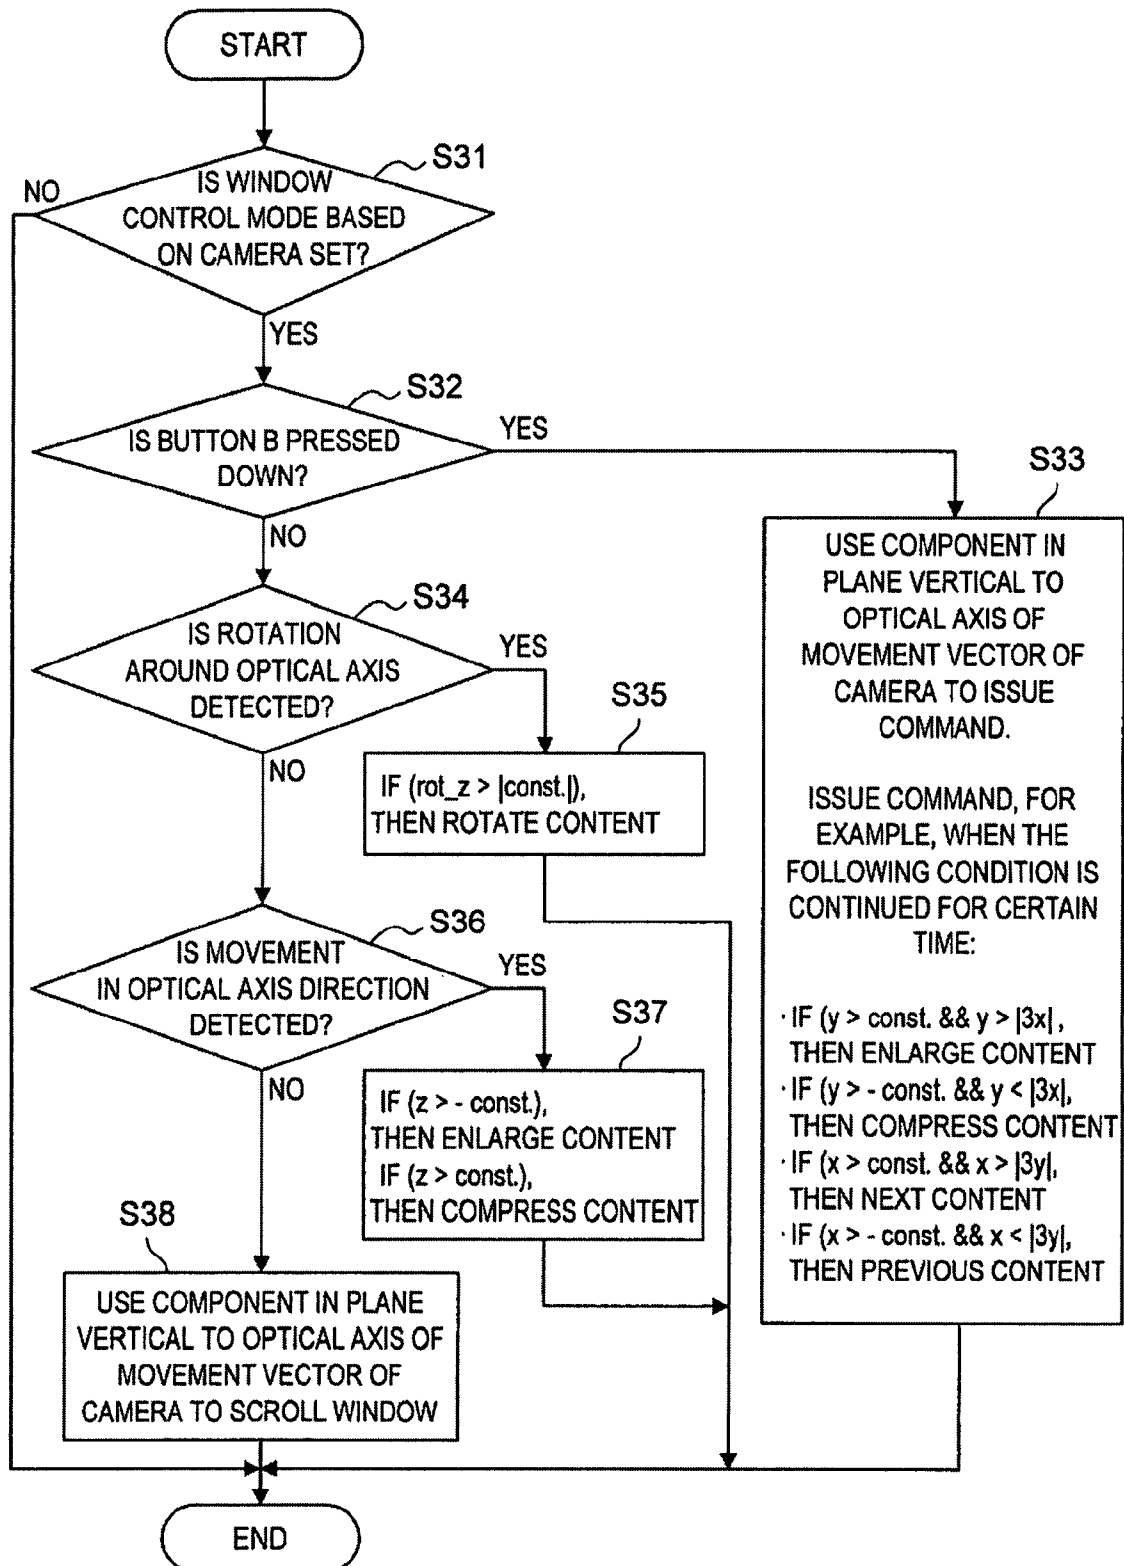 START
S31
NO
IS WINDOW
CONTROL MODE BASED
ON CAMERA SET?
YES
S32
IS BUTTON B PRESSED
DOWN?
YES
NO
S33
USE COMPONENT IN
PLANE VERTICAL TO
OPTICAL AXIS OF
MOVEMENT VECTOR OF
CAMERA TO ISSUE
COMMAND.
ISSUE COMMAND, FOR
EXAMPLE, WHEN THE
FOLLOWING CONDITION IS
CONTINUED FOR CERTAIN
TIME:
· IF (y > const. && y > |3x| ,
THEN ENLARGE CONTENT
· IF (y > - const. && y < |3x|,
THEN COMPRESS CONTENT
· IF (x > const. && x > |3y|,
THEN NEXT CONTENT
· IF (x > - const. && x < |3y|,
THEN PREVIOUS CONTENT
S34
IS ROTATION
AROUND OPTICAL AXIS
DETECTED?
YES
NO
S35
IF (rot_z > |const.|),
THEN ROTATE CONTENT
S36
IS MOVEMENT
IN OPTICAL AXIS DIRECTION
DETECTED?
YES
NO
S37
IF (z > - const.),
THEN ENLARGE CONTENT
IF (z > const.),
THEN COMPRESS CONTENT
S38
USE COMPONENT IN PLANE
VERTICAL TO OPTICAL AXIS OF
MOVEMENT VECTOR OF
CAMERA TO SCROLL WINDOW
END